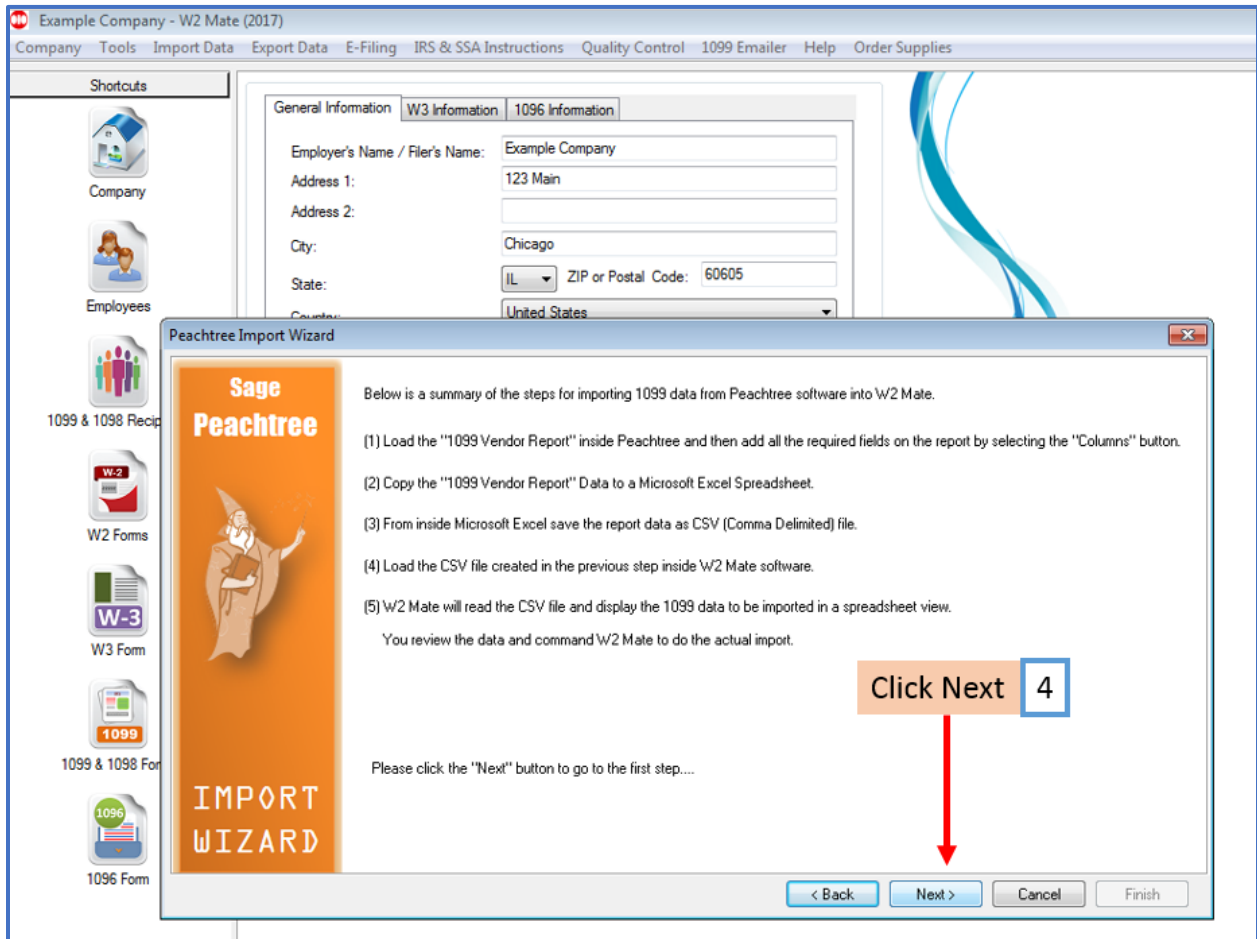 Example Company - W2 Mate (2017)
Company Tools Import Data Export Data E-Filing IRS & SSA Instructions Quality Control 1099 Emailer Help Order Supplies
Shortcuts
Company
Employees
1099 & 1098 Recip
W-2
W2 Forms
W-3
W3 Form
1099
1099 & 1098 For
1096
1096 Form
General Information W3 Information 1096 Information
Employer's Name / Filer's Name: Example Company
Address 1: 123 Main
Address 2:
City: Chicago
State: IL ZIP or Postal Code: 60605
Country: United States
Peachtree Import Wizard
Sage
Peachtree
IMPORT
WIZARD
Below is a summary of the steps for importing 1099 data from Peachtree software into W2 Mate.
(1) Load the "1099 Vendor Report" inside Peachtree and then add all the required fields on the report by selecting the "Columns" button.
(2) Copy the "1099 Vendor Report" Data to a Microsoft Excel Spreadsheet.
(3) From inside Microsoft Excel save the report data as CSV (Comma Delimited) file.
(4) Load the CSV file created in the previous step inside W2 Mate software.
(5) W2 Mate will read the CSV file and display the 1099 data to be imported in a spreadsheet view.
You review the data and command W2 Mate to do the actual import.
Click Next 4
Please click the "Next" button to go to the first step....
< Back Next > Cancel Finish